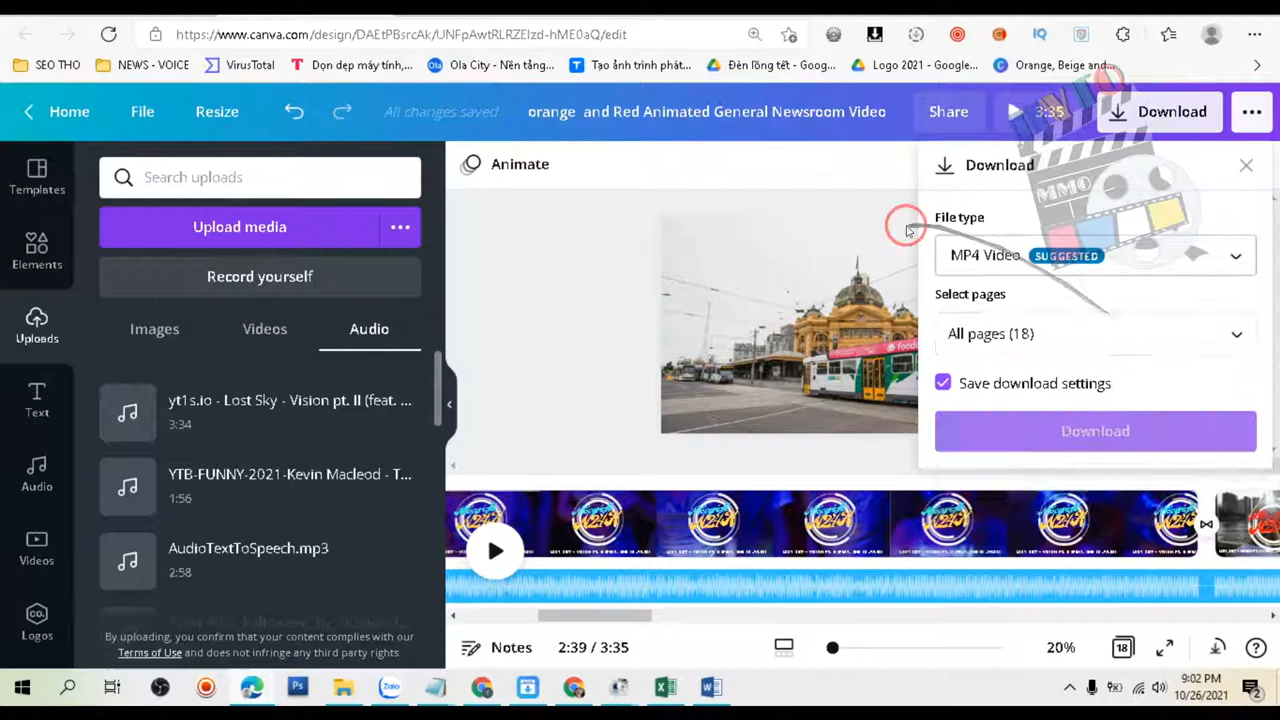 https://www.canva.com/design/DAEtPBsrcAk/UNFpAwtRLRZEIzd-hME0aQ/edit
SEO THO
NEWS - VOICE
VirusTotal
Dọn dẹp máy tính,...
Ola City - Nền tảng...
Tạo ảnh trình phát...
Đèn lồng tết - Goog...
Logo 2021 - Google...
Orange, Beige and...
Home
File
Resize
All changes saved
orange and Red Animated General Newsroom Video
Share
3:35
Download
Templates
Elements
Uploads
Text
Audio
Videos
Logos
Search uploads
Upload media
Record yourself
Images
Videos
Audio
yt1s.io - Lost Sky - Vision pt. II (feat. ...
3:34
YTB-FUNNY-2021-Kevin Macleod - T...
1:56
AudioTextToSpeech.mp3
2:58
By uploading, you confirm that your content complies with our
Terms of Use and does not infringe any third party rights.
Animate
Download
File type
MP4 Video SUGGESTED
Select pages
All pages (18)
Save download settings
Download
MMO
Notes
2:39 / 3:35
20%
18
9:02 PM
10/26/2021